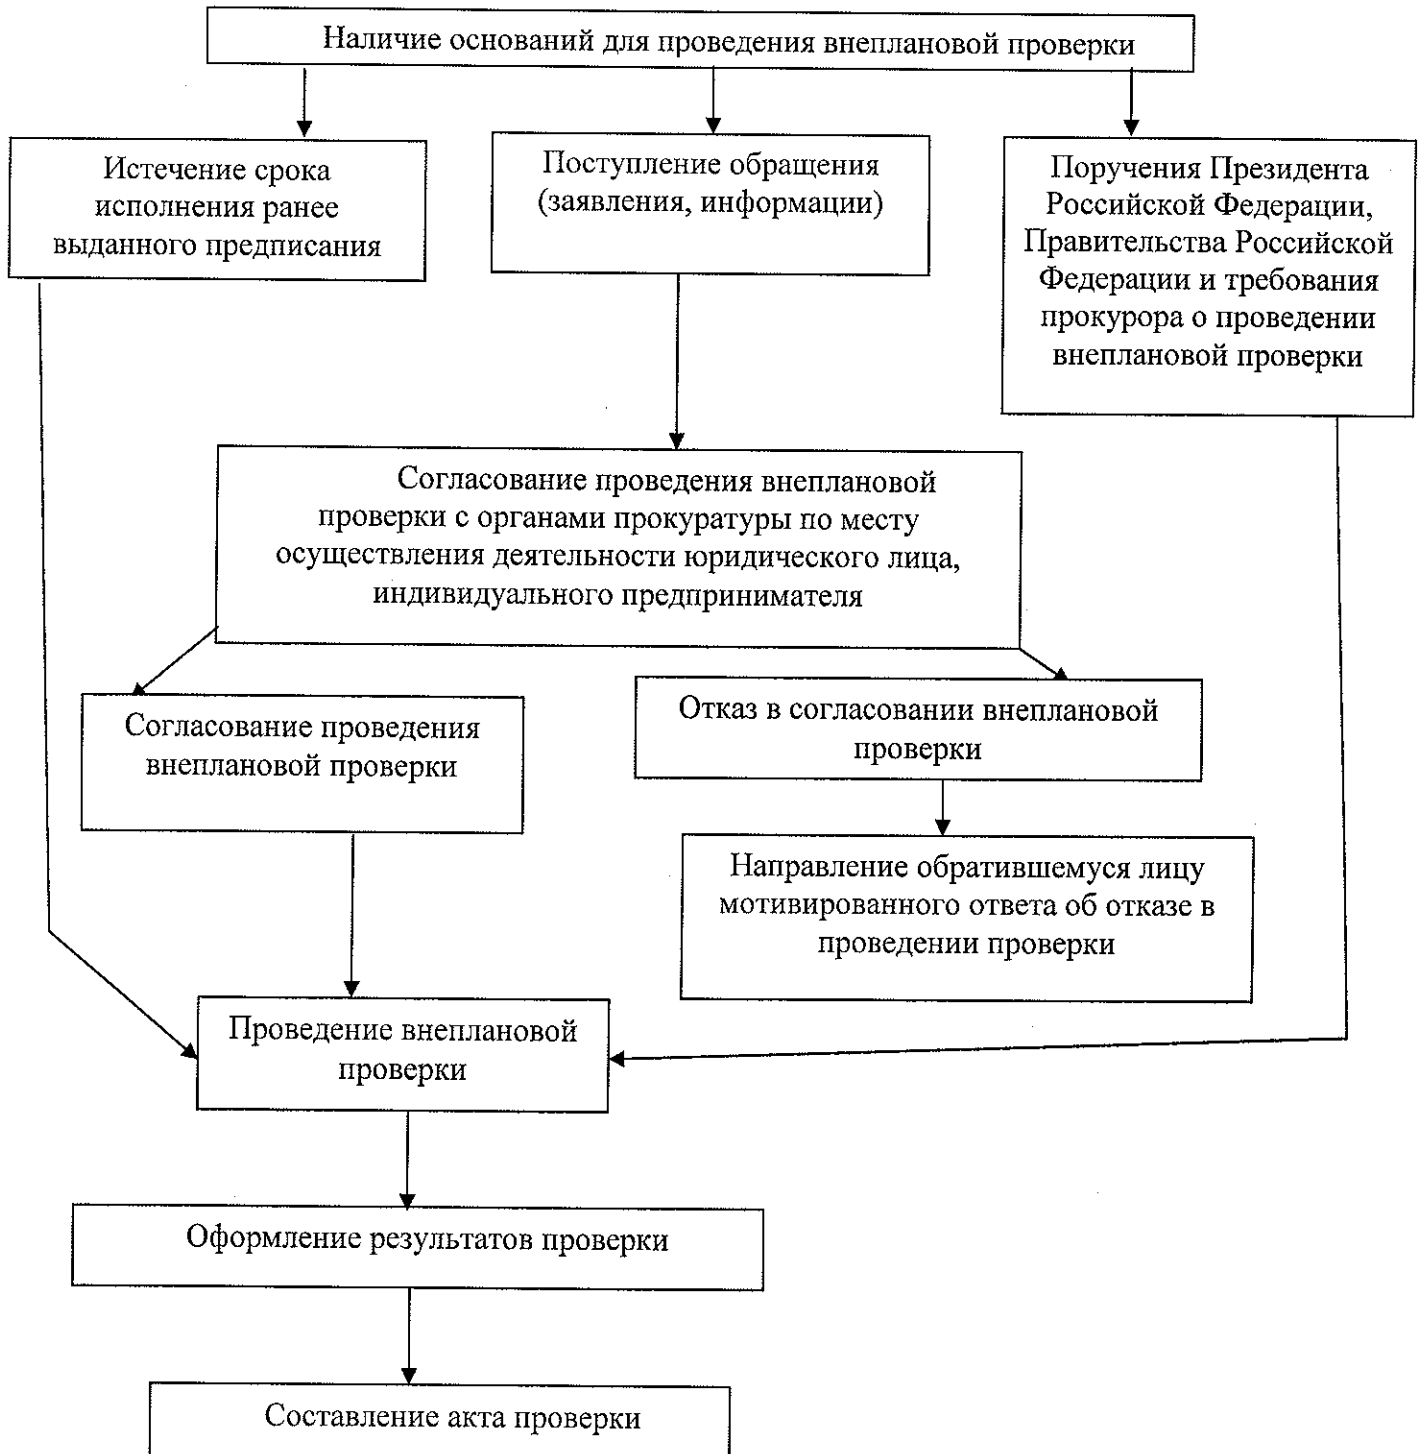 Наличие оснований для проведения внеплановой проверки
Истечение срока
исполнения ранее
выданного предписания
Поступление обращения
(заявления, информации)
Поручения Президента
Российской Федерации,
Правительства Российской
Федерации и требования
прокурора о проведении
внеплановой проверки
Согласование проведения внеплановой
проверки с органами прокуратуры по месту
осуществления деятельности юридического лица,
индивидуального предпринимателя
Согласование проведения
внеплановой проверки
Отказ в согласовании внеплановой
проверки
Направление обратившемуся лицу
мотивированного ответа об отказе в
проведении проверки
Проведение внеплановой
проверки
Оформление результатов проверки
Составление акта проверки